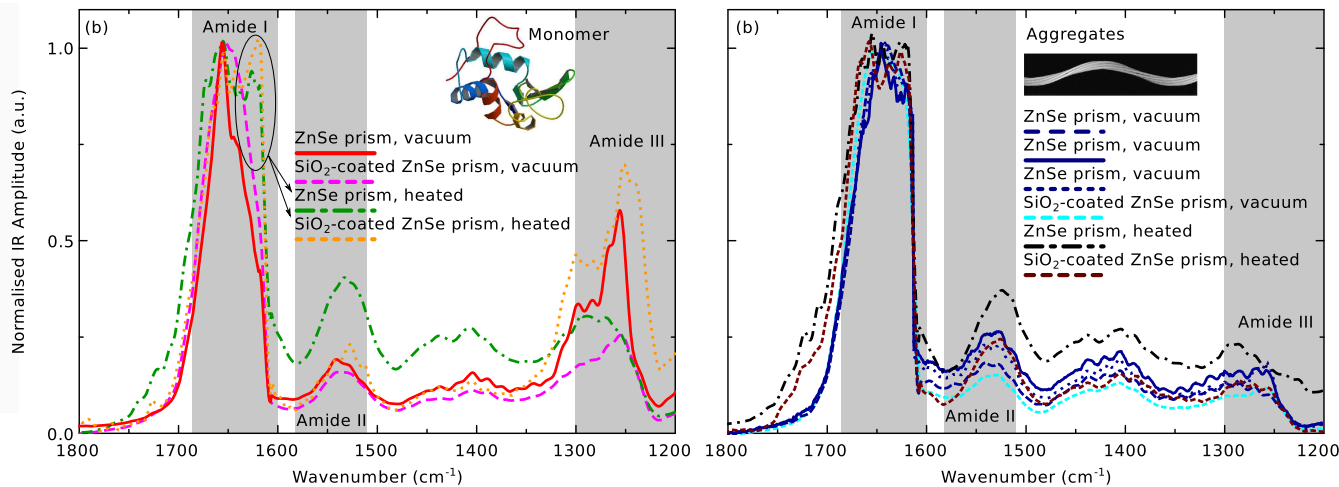 (b)
Amide I
Monomer
1.0
ZnSe prism, vacuum
SiO2-coated ZnSe prism, vacuum
ZnSe prism, heated
SiO2-coated ZnSe prism, heated
Amide III
0.5
Normalised IR Amplitude (a.u.)
Amide II
0.0
1800 1700 1600 1500 1400 1300 1200
Wavenumber (cm-1)
(b)
Amide I
Aggregates
ZnSe prism, vacuum
ZnSe prism, vacuum
ZnSe prism, vacuum
SiO2-coated ZnSe prism, vacuum
ZnSe prism, heated
SiO2-coated ZnSe prism, heated
Amide III
Amide II
1800 1700 1600 1500 1400 1300 1200
Wavenumber (cm-1)